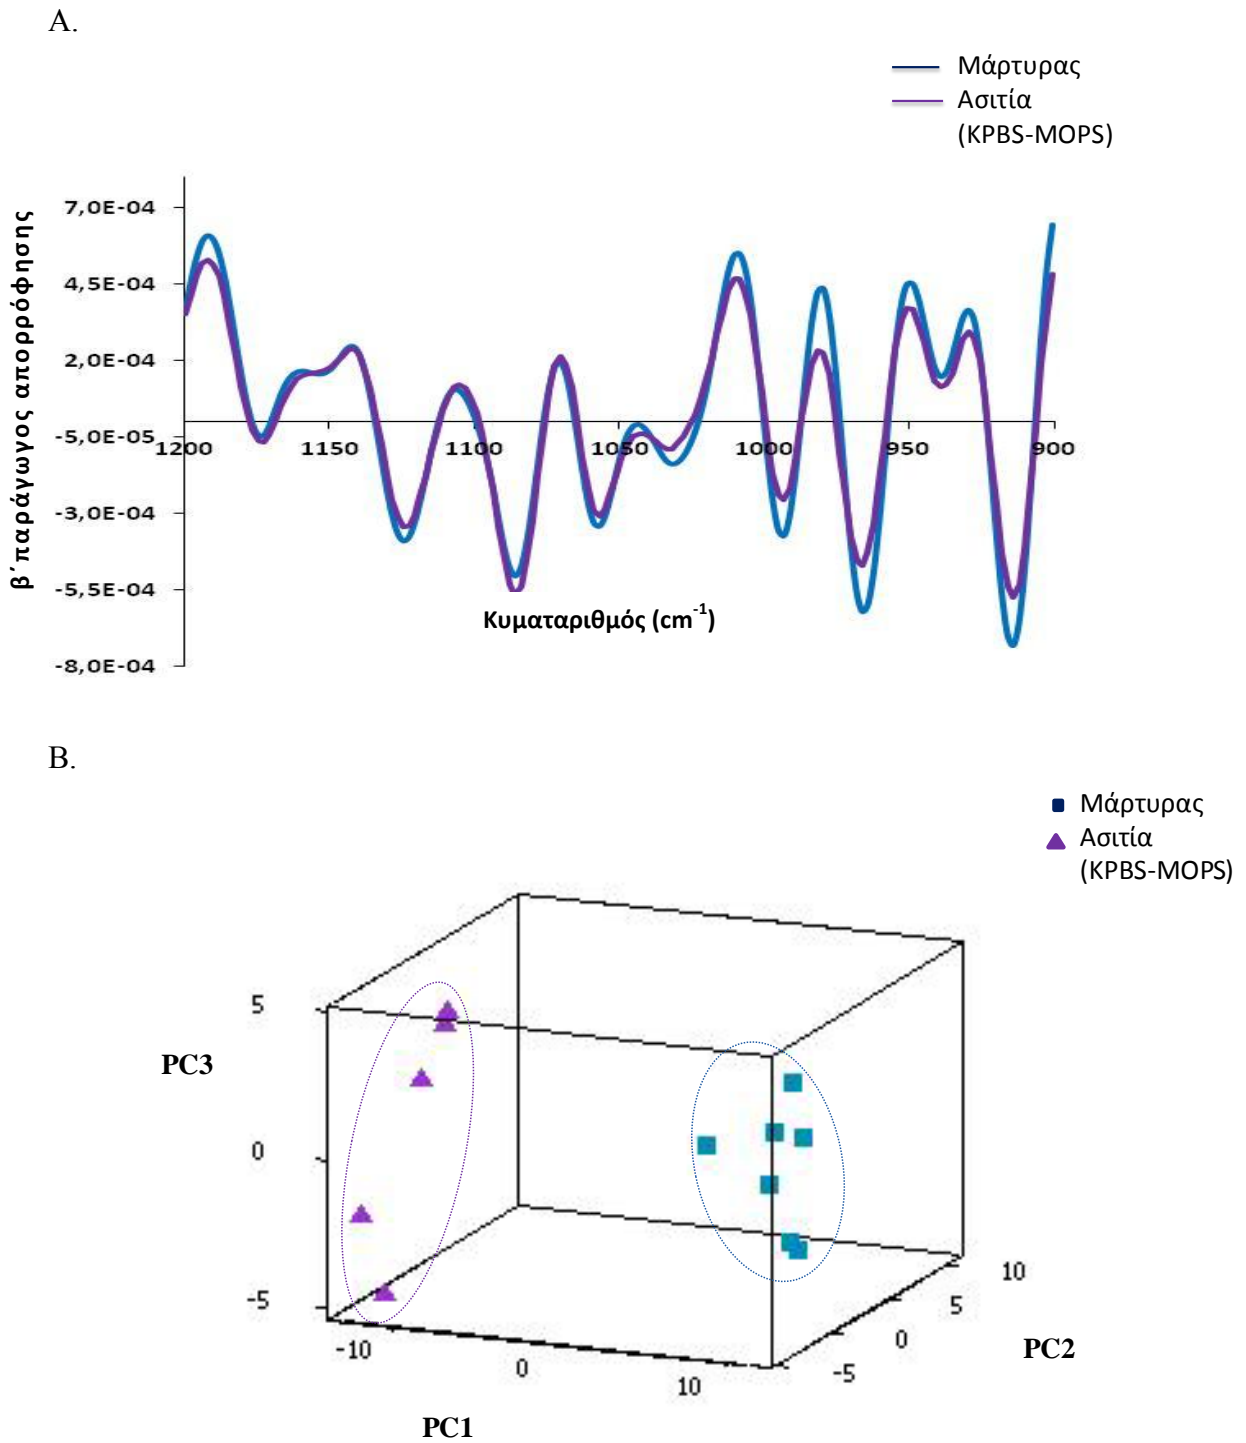 A.
Μάρτυρας
Ασιτία
(KPBS-MOPS)
β΄παράγωγος απορρόφησης
7,0E-04
4,5E-04
2,0E-04
-5,0E-05
-3,0E-04
-5,5E-04
-8,0E-04
1200 1150 1100 1050 1000 950 900
Κυματαριθμός (cm⁻¹)
B.
Μάρτυρας
Ασιτία
(KPBS-MOPS)
5
PC3
0
-5
-10 0 10
PC1
-5 0 5 10
PC2